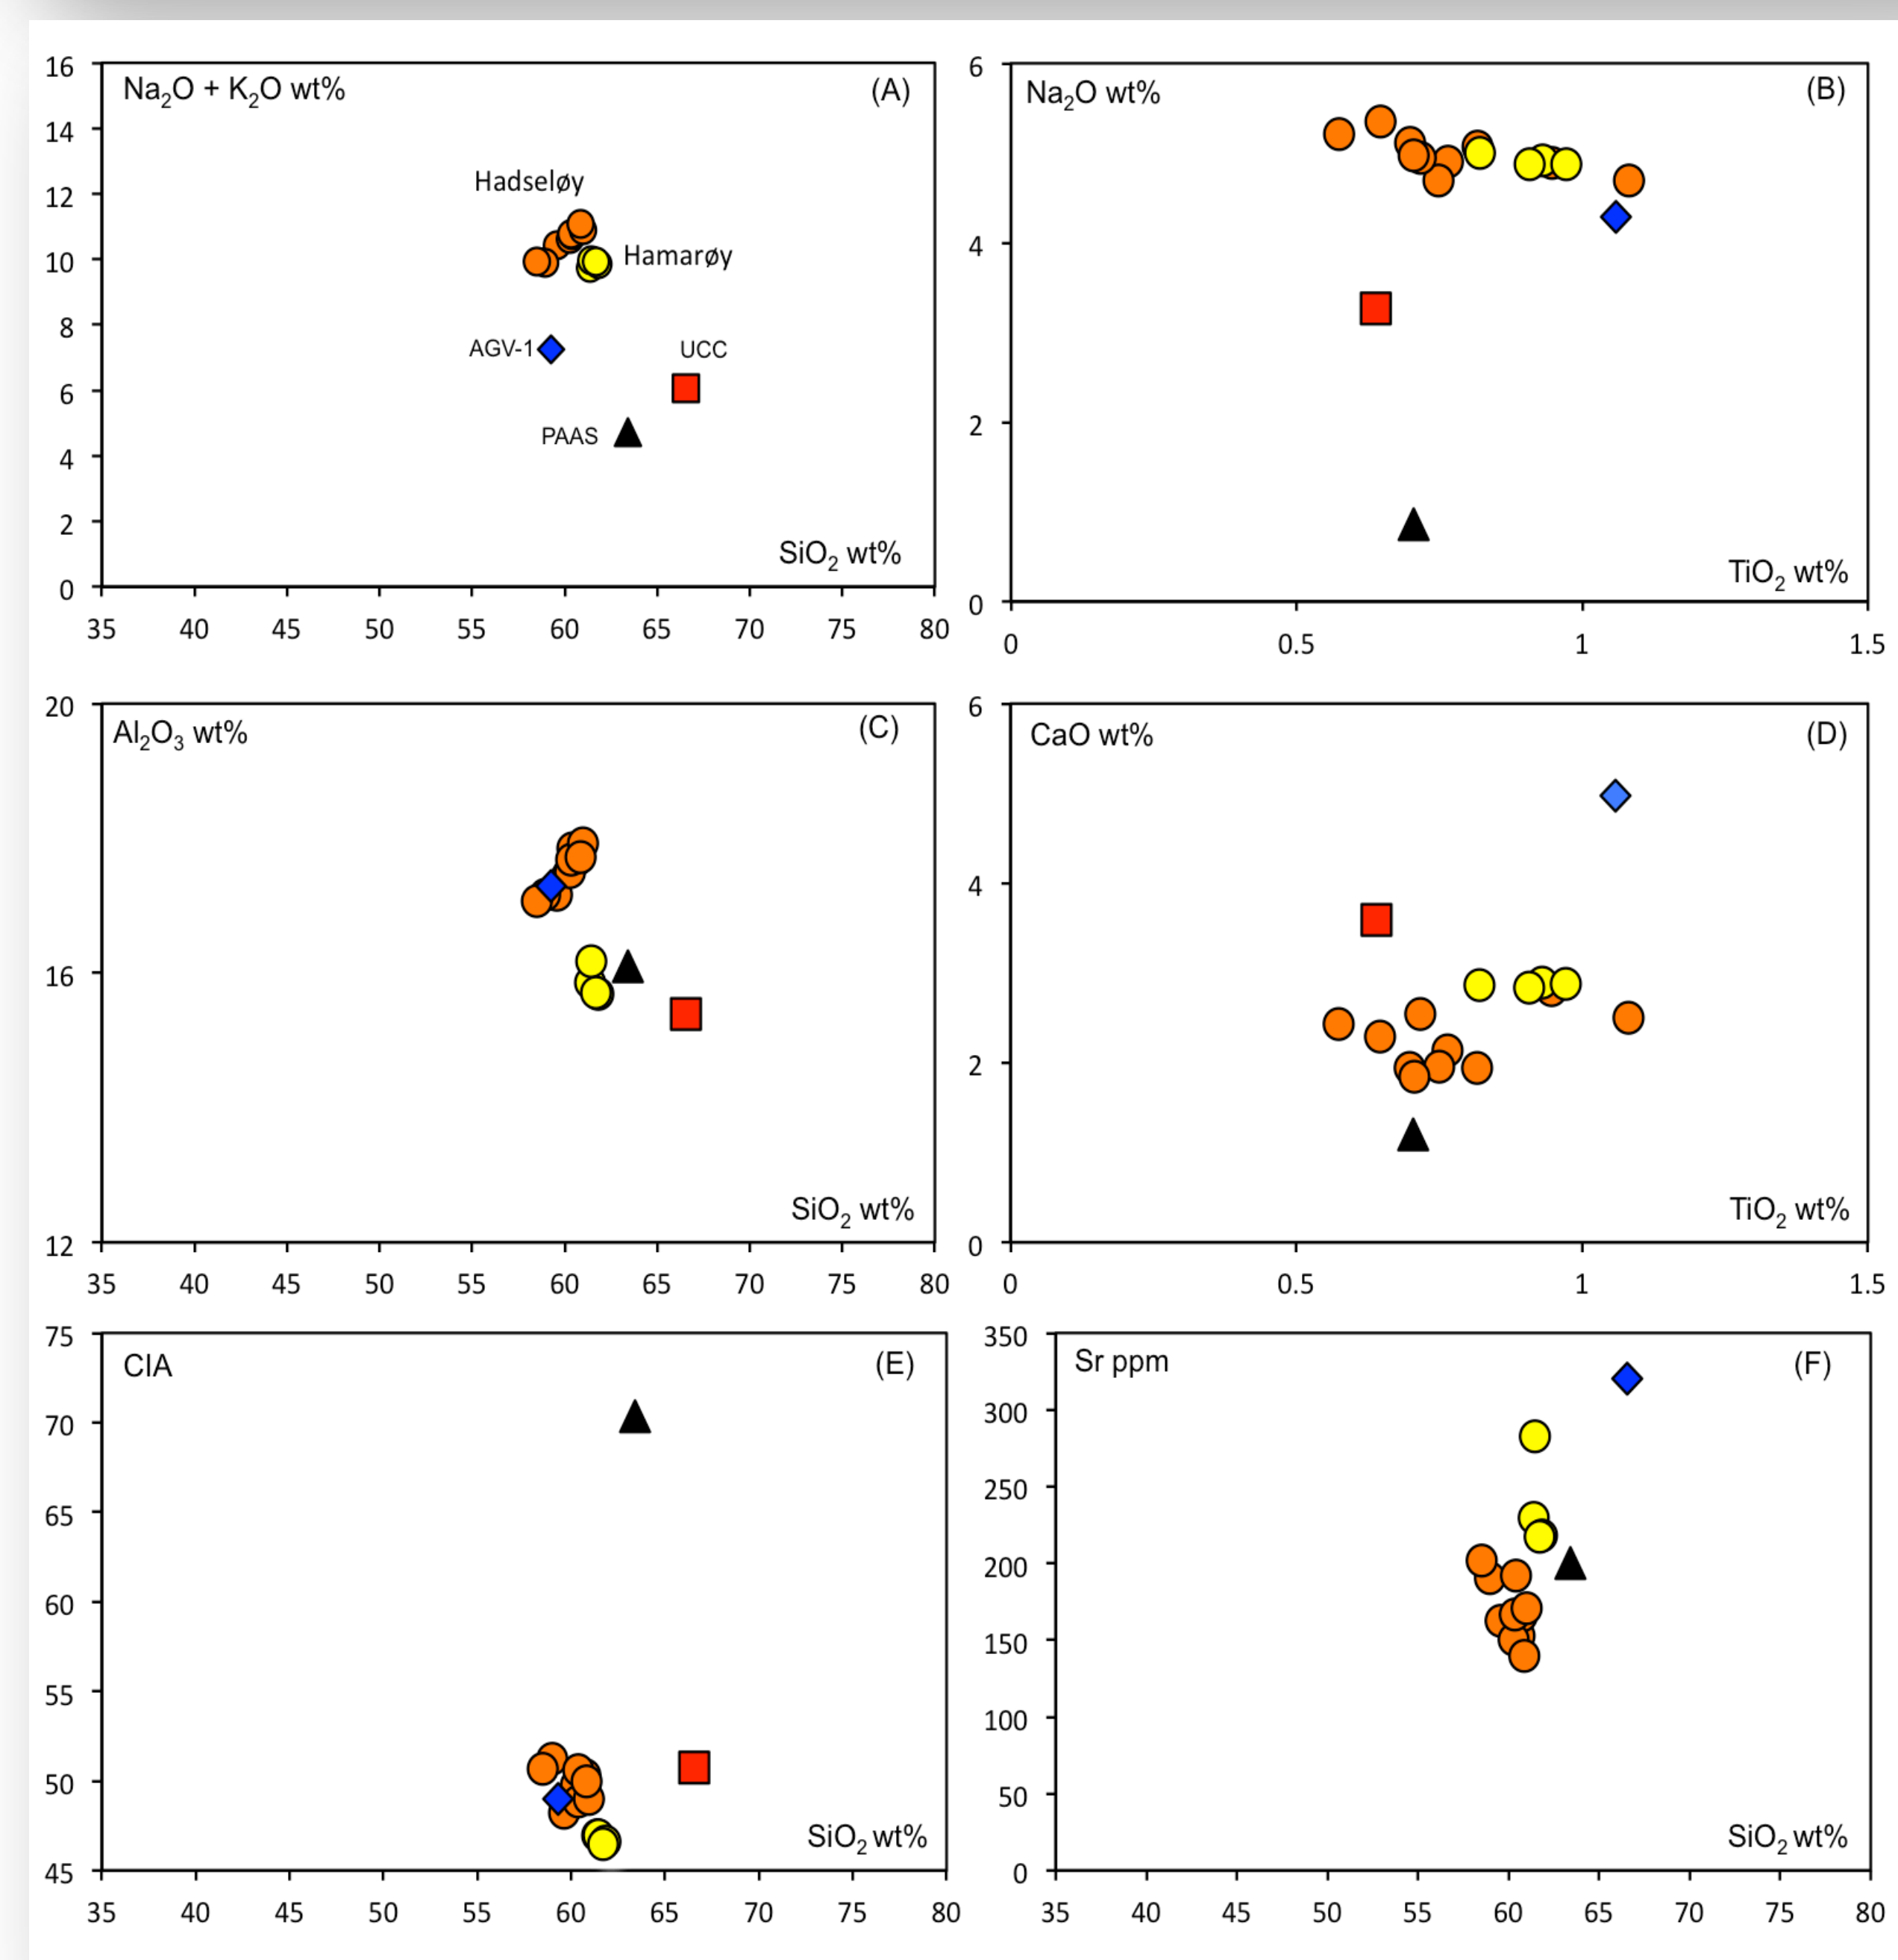 Na₂O + K₂O wt%
(A)
16
14
12
10
8
6
4
2
0
Hadseløy
Hamarøy
AGV-1
UCC
PAAS
SiO₂ wt%
35 40 45 50 55 60 65 70 75 80
Na₂O wt%
(B)
6
4
2
0
TiO₂ wt%
0 0.5 1 1.5
Al₂O₃ wt%
(C)
20
16
12
SiO₂ wt%
35 40 45 50 55 60 65 70 75 80
CaO wt%
(D)
6
4
2
0
TiO₂ wt%
0 0.5 1 1.5
CIA
(E)
75
70
65
60
55
50
45
SiO₂ wt%
35 40 45 50 55 60 65 70 75 80
Sr ppm
(F)
350
300
250
200
150
100
50
0
SiO₂ wt%
35 40 45 50 55 60 65 70 75 80